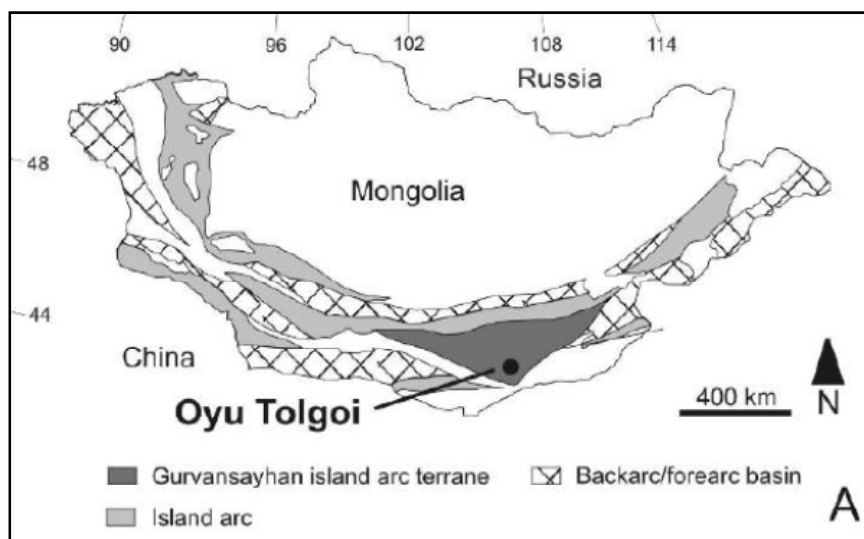 90 96 102 108 114
Russia
48
Mongolia
44
China
400 km
N
Oyu Tolgoi
Gurvansayhan island arc terrane
Backarc/forearc basin
Island arc
A